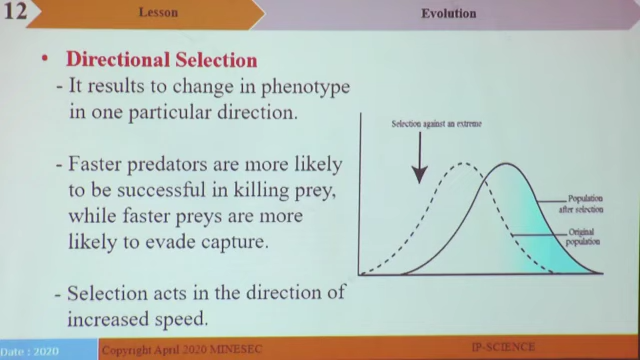 12
Lesson
Evolution
• Directional Selection
- It results to change in phenotype
in one particular direction.
- Faster predators are more likely
to be successful in killing prey,
while faster preys are more
likely to evade capture.
- Selection acts in the direction of
increased speed.
Selection against an extreme
Population
after selection
Original
population
Date : 2020
Copyright April 2020 MINESEC
IP-SCIENCE